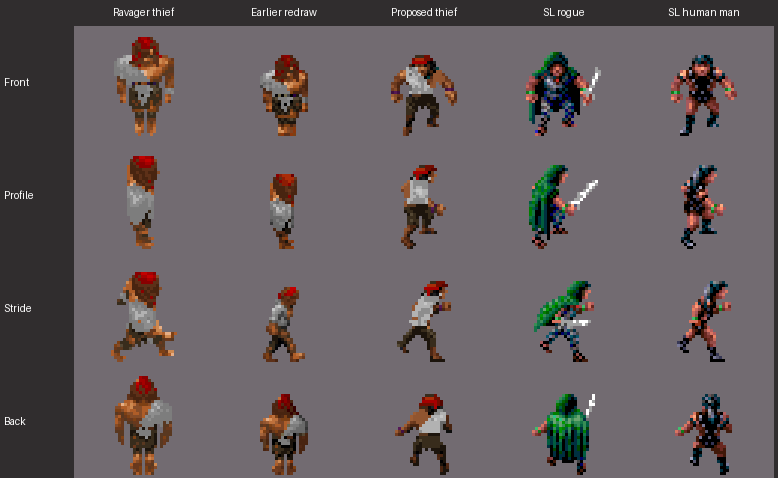 Ravager thief
Earlier redraw
Proposed thief
SL rogue
SL human man
Front
Profile
Stride
Back